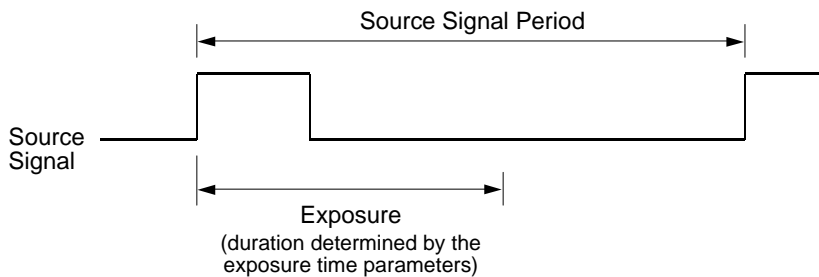 Source Signal Period
Source
Signal
Exposure
(duration determined by the
exposure time parameters)